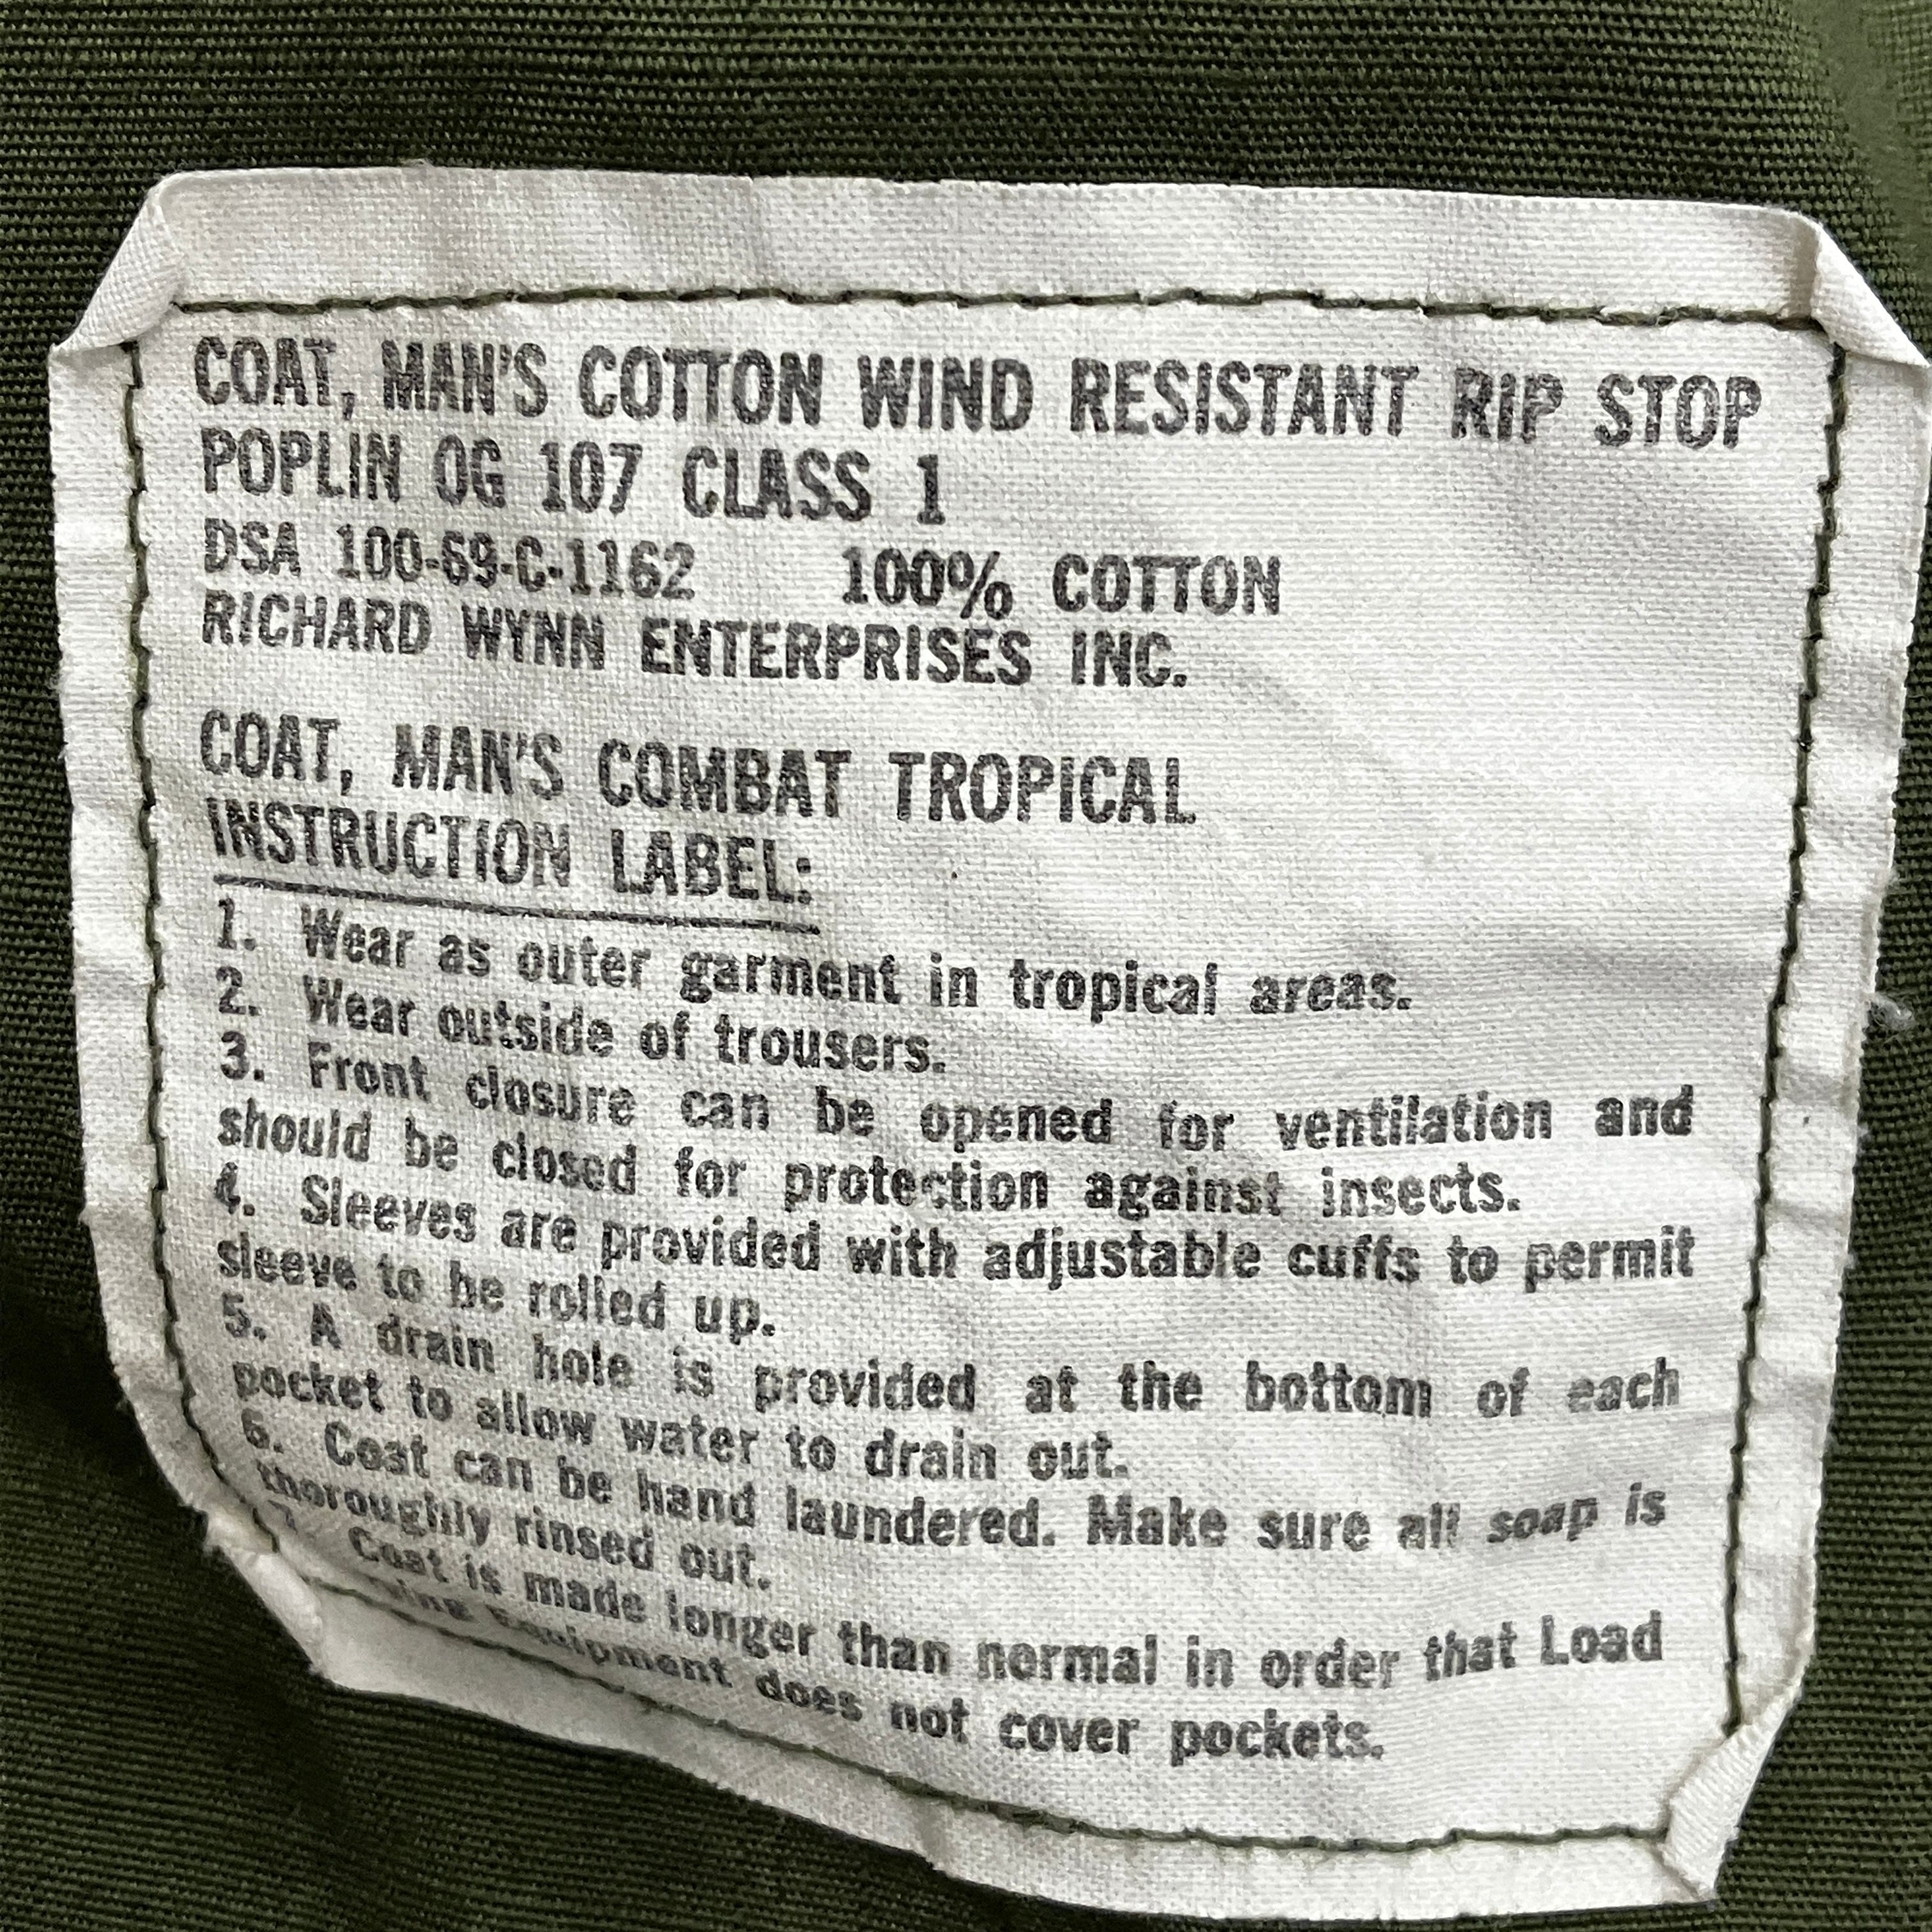 COAT, MAN'S COTTON WIND RESISTANT RIP STOP
POPLIN OG 107 CLASS 1
DSA 100-69-C-1162 100% COTTON
RICHARD WYNN ENTERPRISES INC.
COAT, MAN'S COMBAT TROPICAL
INSTRUCTION LABEL:
1. Wear as outer garment in tropical areas.
2. Wear outside of trousers.
3. Front closure can be opened for ventilation and
should be closed for protection against insects.
4. Sleeves are provided with adjustable cuffs to permit
sleeve to be rolled up.
5. A drain hole is provided at the bottom of each
pocket to allow water to drain out.
6. Coat can be hand laundered. Make sure all soap is
thoroughly rinsed out.
7. Coat is made longer than normal in order that Load
Equipment does not cover pockets.